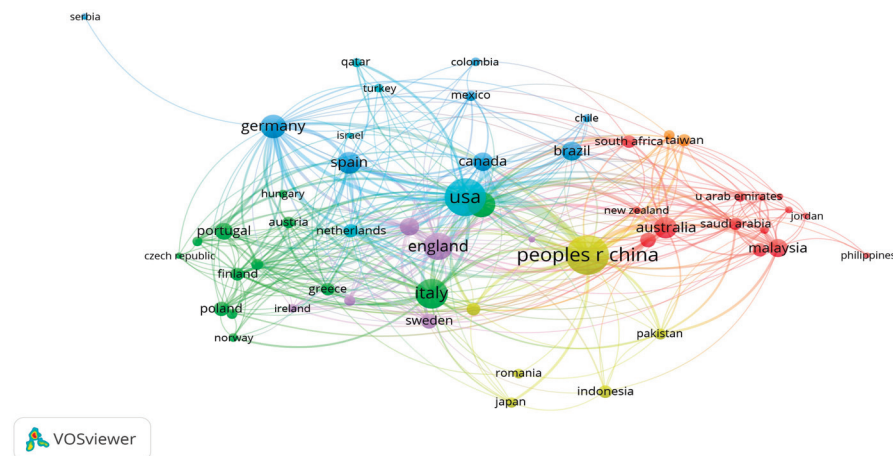 serbia
qatar
colombia
turkey
mexico
germany
israel
chile
south africa
taiwan
spain
canada
brazil
hungary
usa
u arab emirates
new zealand
jordan
portugal
austria
netherlands
australia
saudi arabia
england
malaysia
czech republic
peoples r china
philippines
finland
greece
italy
poland
ireland
sweden
norway
pakistan
romania
indonesia
japan
VOSviewer